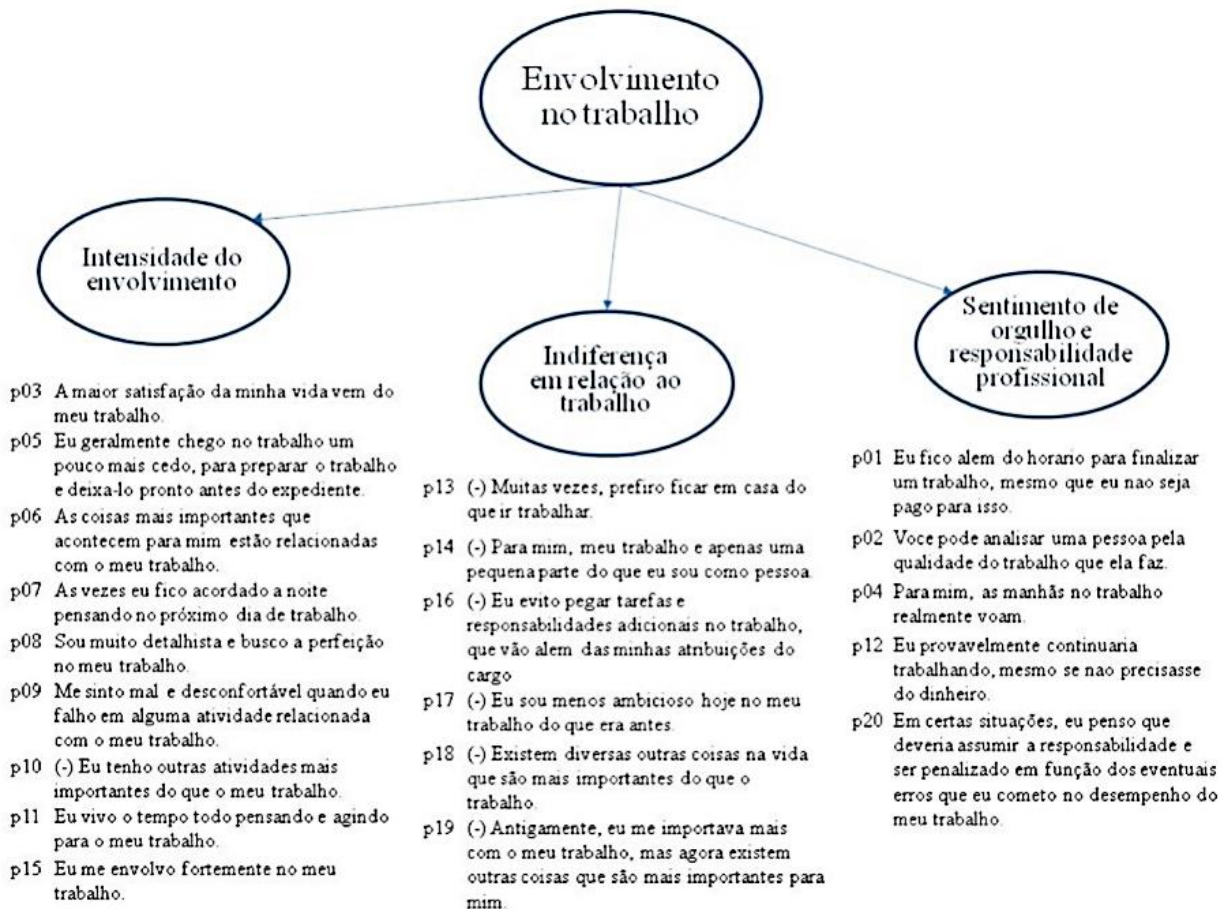 Envolvimento
no trabalho
Intensidade do
envolvimento
Indiferença
em relação ao
trabalho
Sentimento de
orgulho e
responsabilidade
profissional
p03 A maior satisfação da minha vida vem do
meu trabalho.
p05 Eu geralmente chego no trabalho um
pouco mais cedo, para preparar o trabalho
e deixa-lo pronto antes do expediente.
p06 As coisas mais importantes que
acontecem para mim estão relacionadas
com o meu trabalho.
p07 As vezes eu fico acordado a noite
pensando no próximo dia de trabalho.
p08 Sou muito detalhista e busco a perfeição
no meu trabalho.
p09 Me sinto mal e desconfortável quando eu
falho em alguma atividade relacionada
com o meu trabalho.
p10 (-) Eu tenho outras atividades mais
importantes do que o meu trabalho.
p11 Eu vivo o tempo todo pensando e agindo
para o meu trabalho.
p15 Eu me envolvo fortemente no meu
trabalho.
p13 (-) Muitas vezes, prefiro ficar em casa do
que ir trabalhar.
p14 (-) Para mim, meu trabalho e apenas uma
pequena parte do que eu sou como pessoa.
p16 (-) Eu evito pegar tarefas e
responsabilidades adicionais no trabalho,
que vão alem das minhas atribuições do
cargo
p17 (-) Eu sou menos ambicioso hoje no meu
trabalho do que era antes.
p18 (-) Existem diversas outras coisas na vida
que são mais importantes do que o
trabalho.
p19 (-) Antigamente, eu me importava mais
com o meu trabalho, mas agora existem
outras coisas que são mais importantes para
mim.
p01 Eu fico alem do horario para finalizar
um trabalho, mesmo que eu nao seja
pago para isso.
p02 Voce pode analisar uma pessoa pela
qualidade do trabalho que ela faz.
p04 Para mim, as manhãs no trabalho
realmente voam.
p12 Eu provavelmente continuaria
trabalhando, mesmo se nao precisasse
do dinheiro.
p20 Em certas situações, eu penso que
deveria assumir a responsabilidade e
ser penalizado em função dos eventuais
erros que eu cometo no desempenho do
meu trabalho.